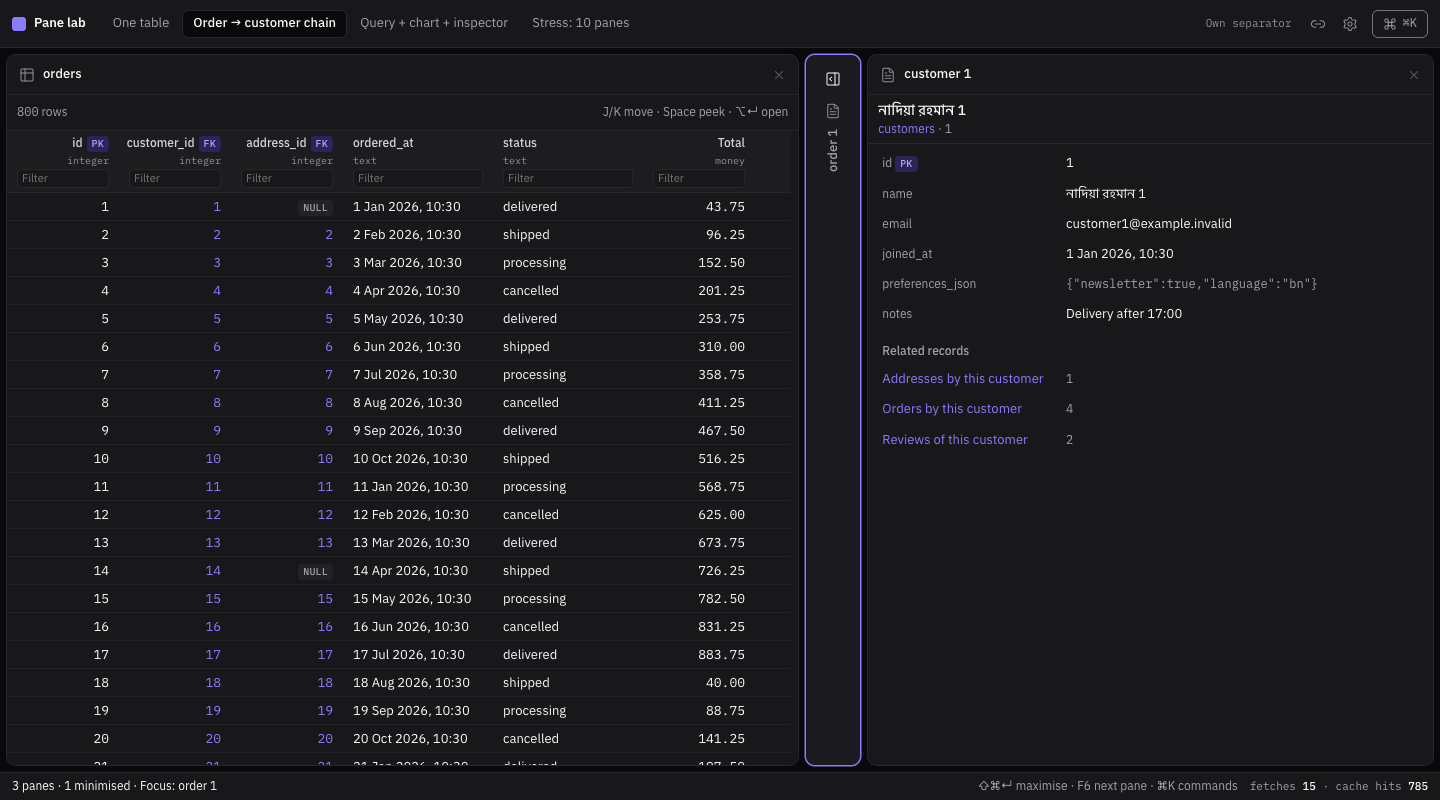 Pane lab One table Order → customer chain Query + chart + inspector Stress: 10 panes Own separator ⌘ ⌘K
orders
800 rows J/K move · Space peek · ⌥↵ open
id PK customer_id FK address_id FK ordered_at status Total
integer integer integer text text money
Filter Filter Filter Filter Filter Filter
1 1 NULL 1 Jan 2026, 10:30 delivered 43.75
2 2 2 2 Feb 2026, 10:30 shipped 96.25
3 3 3 3 Mar 2026, 10:30 processing 152.50
4 4 4 4 Apr 2026, 10:30 cancelled 201.25
5 5 5 5 May 2026, 10:30 delivered 253.75
6 6 6 6 Jun 2026, 10:30 shipped 310.00
7 7 7 7 Jul 2026, 10:30 processing 358.75
8 8 8 8 Aug 2026, 10:30 cancelled 411.25
9 9 9 9 Sep 2026, 10:30 delivered 467.50
10 10 10 10 Oct 2026, 10:30 shipped 516.25
11 11 11 11 Jan 2026, 10:30 processing 568.75
12 12 12 12 Feb 2026, 10:30 cancelled 625.00
13 13 13 13 Mar 2026, 10:30 delivered 673.75
14 14 NULL 14 Apr 2026, 10:30 shipped 726.25
15 15 15 15 May 2026, 10:30 processing 782.50
16 16 16 16 Jun 2026, 10:30 cancelled 831.25
17 17 17 17 Jul 2026, 10:30 delivered 883.75
18 18 18 18 Aug 2026, 10:30 shipped 40.00
19 19 19 19 Sep 2026, 10:30 processing 88.75
20 20 20 20 Oct 2026, 10:30 cancelled 141.25
order 1
customer 1
নাদিয়া রহমান 1
customers · 1
id PK 1
name নাদিয়া রহমান 1
email customer1@example.invalid
joined_at 1 Jan 2026, 10:30
preferences_json {"newsletter":true,"language":"bn"}
notes Delivery after 17:00
Related records
Addresses by this customer 1
Orders by this customer 4
Reviews of this customer 2
3 panes · 1 minimised · Focus: order 1 ⇧⌘↵ maximise · F6 next pane · ⌘K commands fetches 15 · cache hits 785